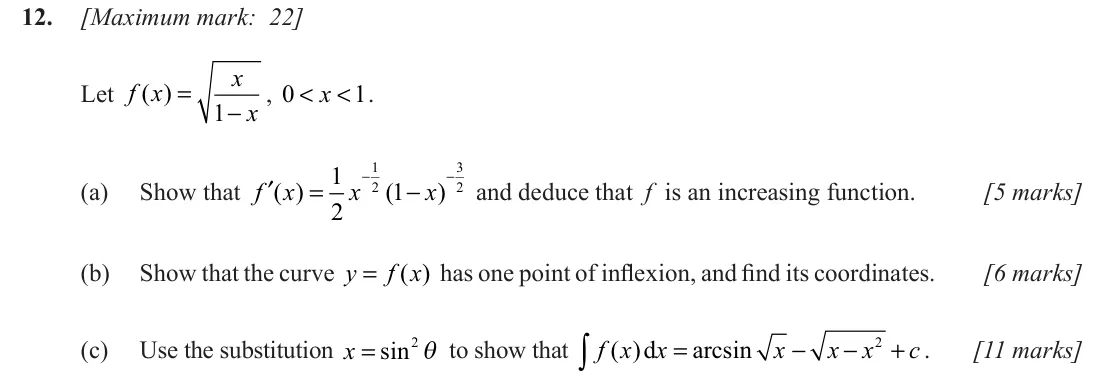 12. [Maximum mark: 22]
Let f(x) = √(x/(1−x)), 0 < x < 1.
(a) Show that f′(x) = 1/2 x^(−1/2) (1−x)^(−3/2) and deduce that f is an increasing function. [5 marks]
(b) Show that the curve y = f(x) has one point of inflexion, and find its coordinates. [6 marks]
(c) Use the substitution x = sin² θ to show that ∫ f(x)dx = arcsin √x − √(x−x²) + c. [11 marks]